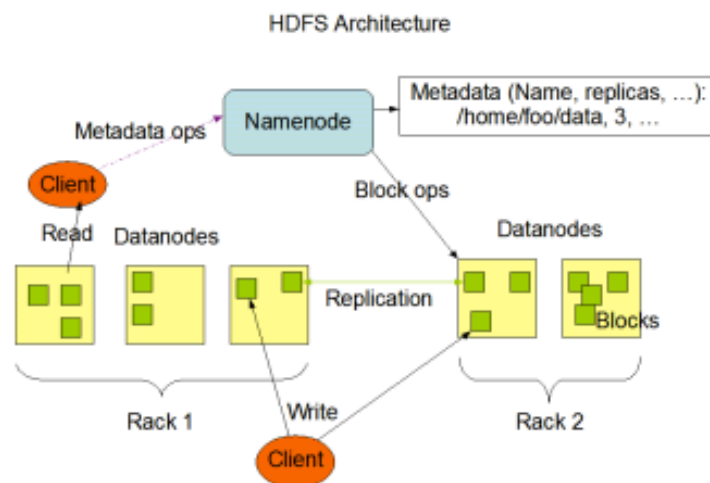 HDFS Architecture
Metadata (Name, replicas, …):
/home/foo/data, 3, …
Namenode
Metadata ops
Client
Block ops
Read
Datanodes
Datanodes
Replication
Blocks
Rack 1
Write
Rack 2
Client